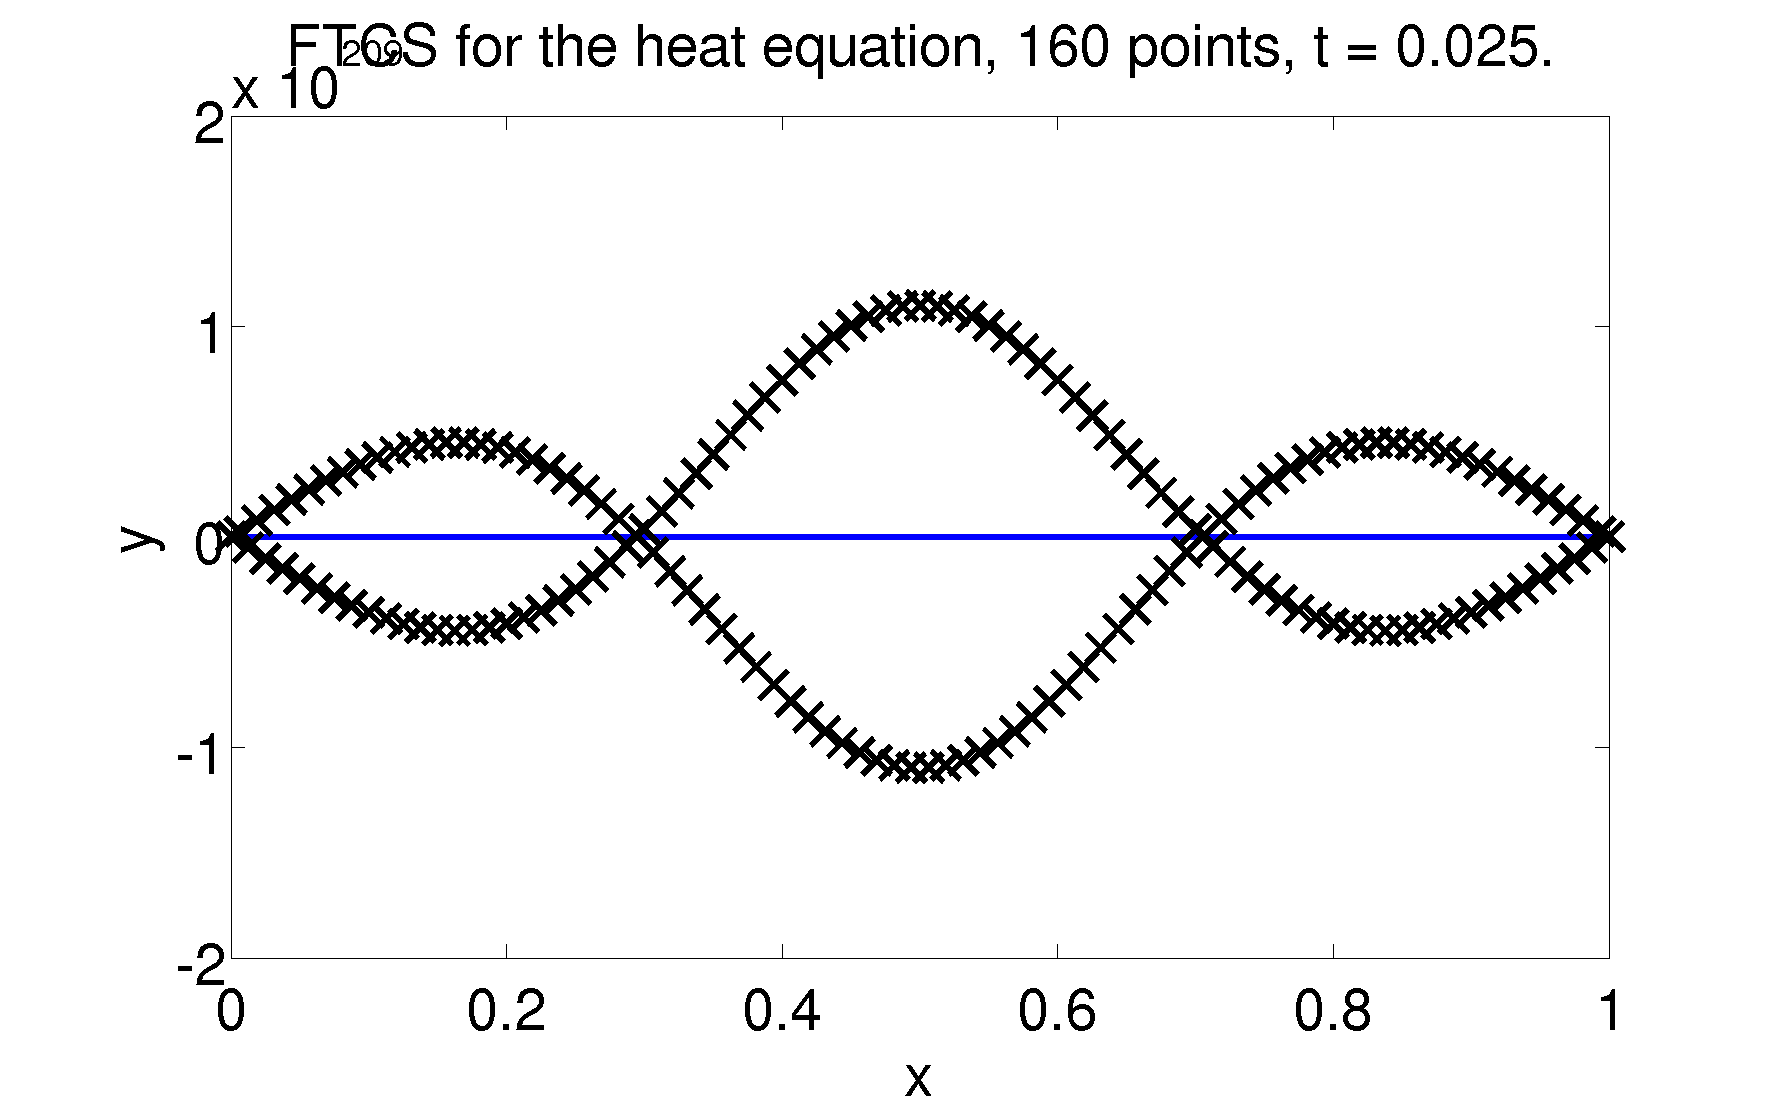 FTCS for the heat equation, 160 points, t = 0.025.
x 10^209
2
1
0
-1
-2
y
0 0.2 0.4 0.6 0.8 1
x